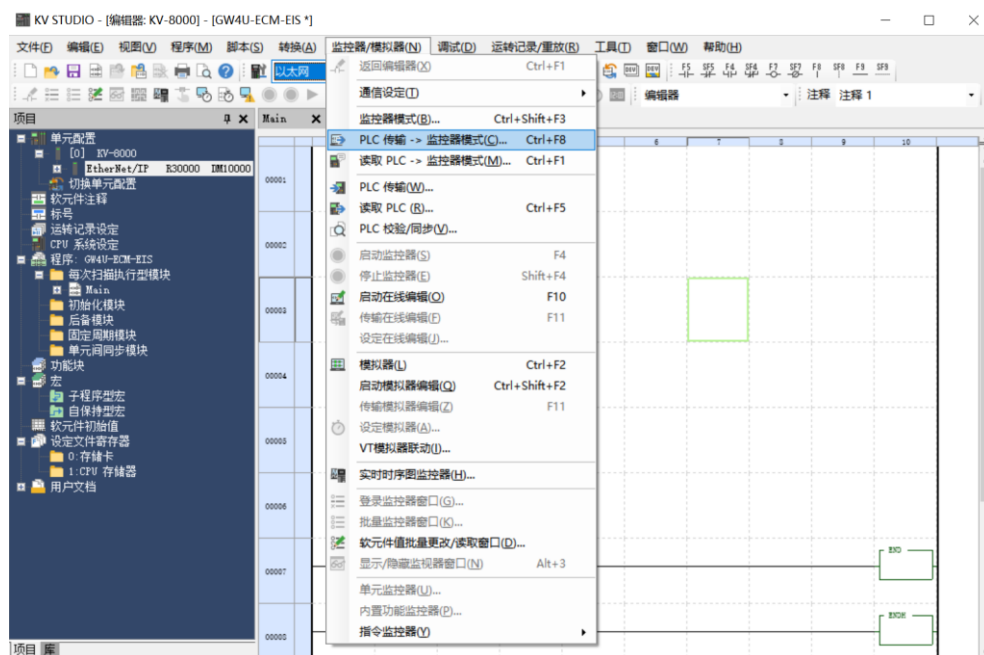 KV STUDIO - [编辑器: KV-8000] - [GW4U-ECM-EIS *]
文件(F) 编辑(E) 视图(V) 程序(M) 脚本(S) 转换(A) 监控器/模拟器(N) 调试(D) 运转记录/重放(R) 工具(T) 窗口(W) 帮助(H)
以太网
F5 SF5 F4 SF4 F7 SF7 F8 SF8 F9 SF9
编辑器 注释 注释 1
项目
Main
单元配置
[0] KV-8000
EtherNet/IP R30000 DM10000
切换单元配置
软元件注释
标号
运转记录设定
CPU 系统设定
程序: GW4U-ECM-EIS
每次扫描执行型模块
Main
初始化模块
后备模块
固定周期模块
单元间同步模块
功能块
宏
子程序型宏
自保持型宏
软元件初始值
设定文件寄存器
0:存储卡
1:CPU 存储器
用户文档
项目 库
返回编辑器(X) Ctrl+F1
通信设定(T)
监控器模式(B)... Ctrl+Shift+F3
PLC 传输 -> 监控器模式(C)... Ctrl+F8
读取 PLC -> 监控器模式(M)... Ctrl+F1
PLC 传输(W)...
读取 PLC (R)... Ctrl+F5
PLC 校验/同步(V)...
启动监控器(S) F4
停止监控器(E) Shift+F4
启动在线编辑(O) F10
传输在线编辑(F) F11
设定在线编辑(J)...
模拟器(L) Ctrl+F2
启动模拟器编辑(Q) Ctrl+Shift+F2
传输模拟器编辑(Z) F11
设定模拟器(A)...
VT模拟器联动(I)...
实时时序图监控器(H)...
登录监控器窗口(G)...
批量监控器窗口(K)...
软元件值批量更改/读取窗口(D)...
显示/隐藏监视器窗口(N) Alt+3
单元监控器(U)...
内置功能监控器(P)...
指令监控器(Y)
6 7 8 9 10
00001
00002
00003
00004
00005
00006
00007
END
00008
ENDH